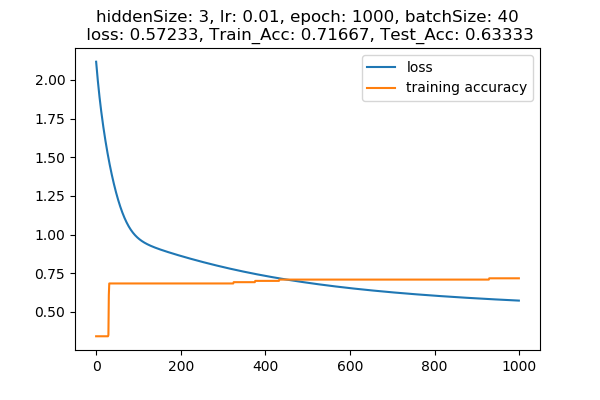 hiddenSize: 3, lr: 0.01, epoch: 1000, batchSize: 40
loss: 0.57233, Train_Acc: 0.71667, Test_Acc: 0.63333
loss
training accuracy
2.00
1.75
1.50
1.25
1.00
0.75
0.50
0 200 400 600 800 1000